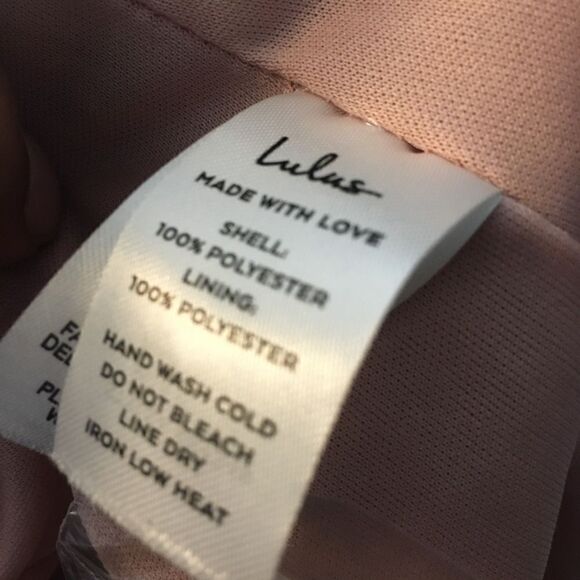 Lulus
MADE WITH LOVE
SHELL:
100% POLYESTER
LINING:
100% POLYESTER
HAND WASH COLD
DO NOT BLEACH
LINE DRY
IRON LOW HEAT